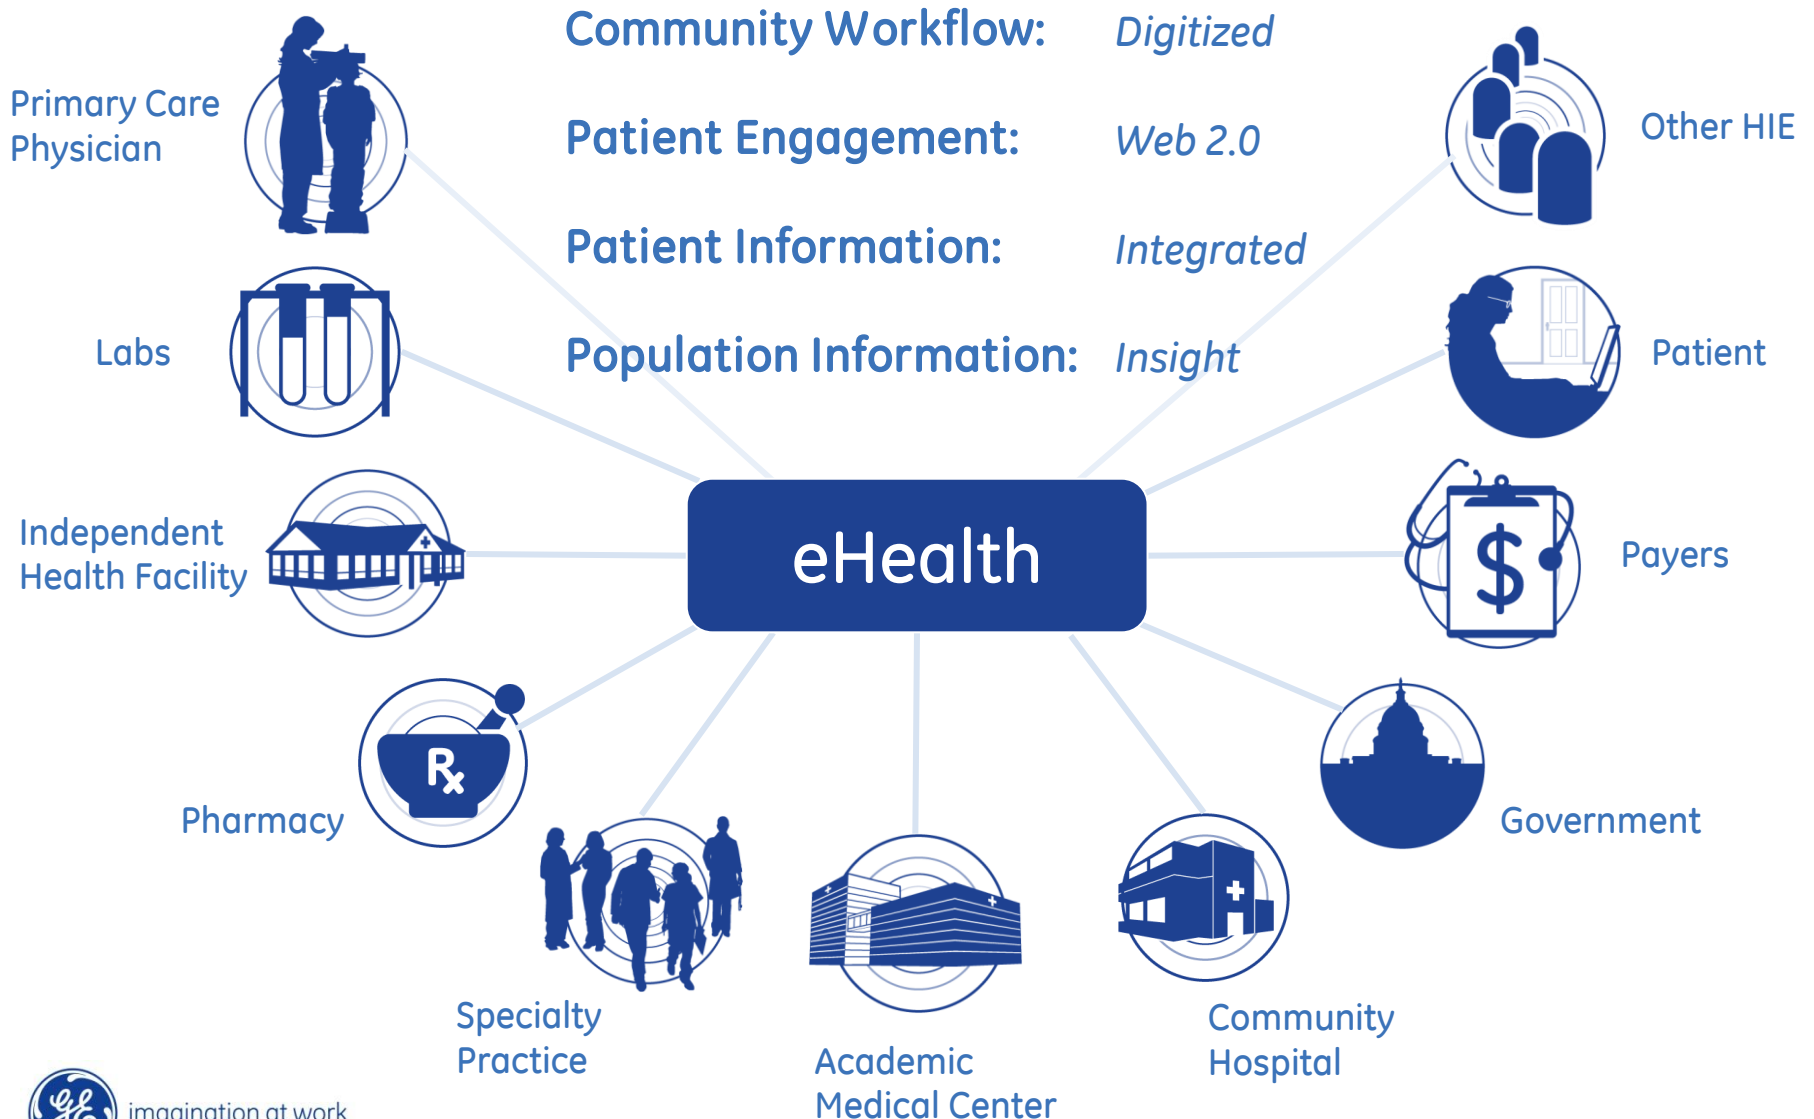 Community Workflow: Digitized
Patient Engagement: Web 2.0
Patient Information: Integrated
Population Information: Insight
Primary Care
Physician
Other HIE
Labs
Patient
Independent
Health Facility
eHealth
$
Payers
Rx
Pharmacy
Government
Specialty
Practice
Academic
Medical Center
Community
Hospital
GE imagination at work